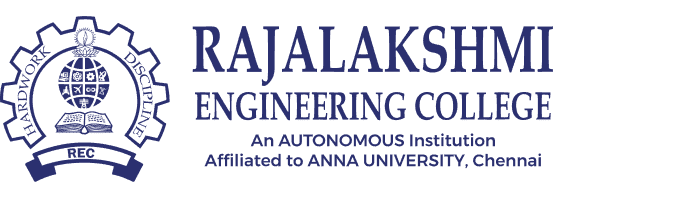 HARDWORK
DISCIPLINE
REC
RAJALAKSHMI
ENGINEERING COLLEGE
An AUTONOMOUS Institution
Affiliated to ANNA UNIVERSITY, Chennai